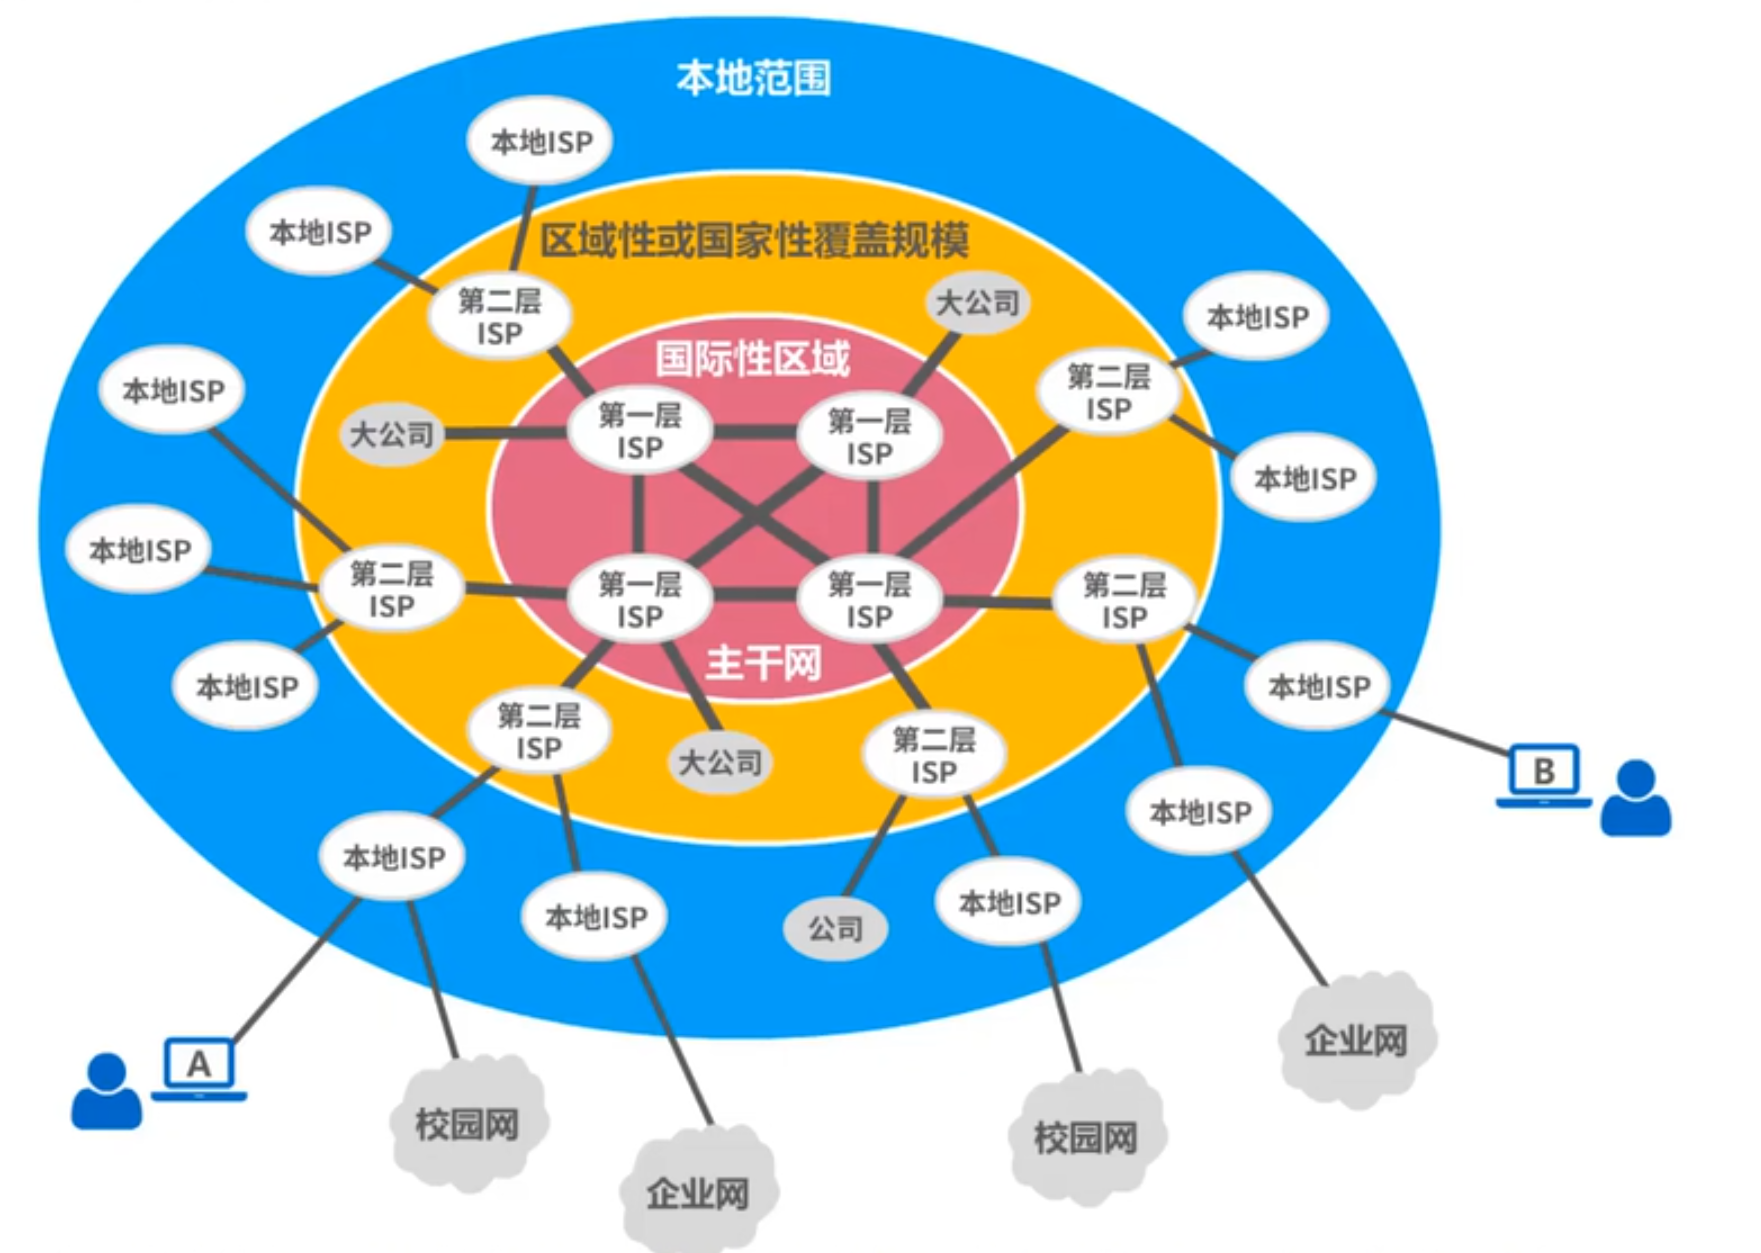 本地范围
本地ISP
本地ISP
区域性或国家性覆盖规模
第二层
ISP
大公司
本地ISP
国际性区域
第二层
ISP
本地ISP
大公司
第一层
ISP
第一层
ISP
本地ISP
本地ISP
第二层
ISP
第一层
ISP
第一层
ISP
第二层
ISP
本地ISP
主干网
本地ISP
第二层
ISP
大公司
第二层
ISP
B
本地ISP
本地ISP
本地ISP
公司
本地ISP
A
企业网
校园网
校园网
企业网